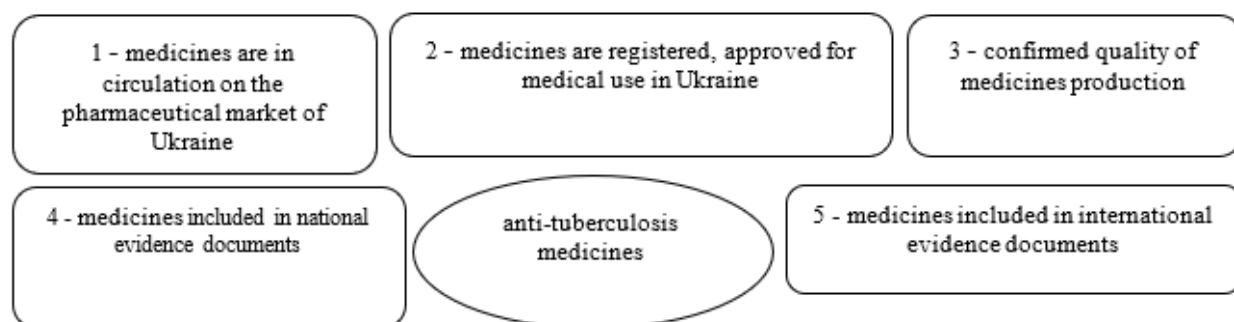 1 - medicines are in
circulation on the
pharmaceutical market of
Ukraine
2 - medicines are registered, approved for
medical use in Ukraine
3 - confirmed quality of
medicines production
4 - medicines included in national
evidence documents
anti-tuberculosis
medicines
5 - medicines included in international
evidence documents